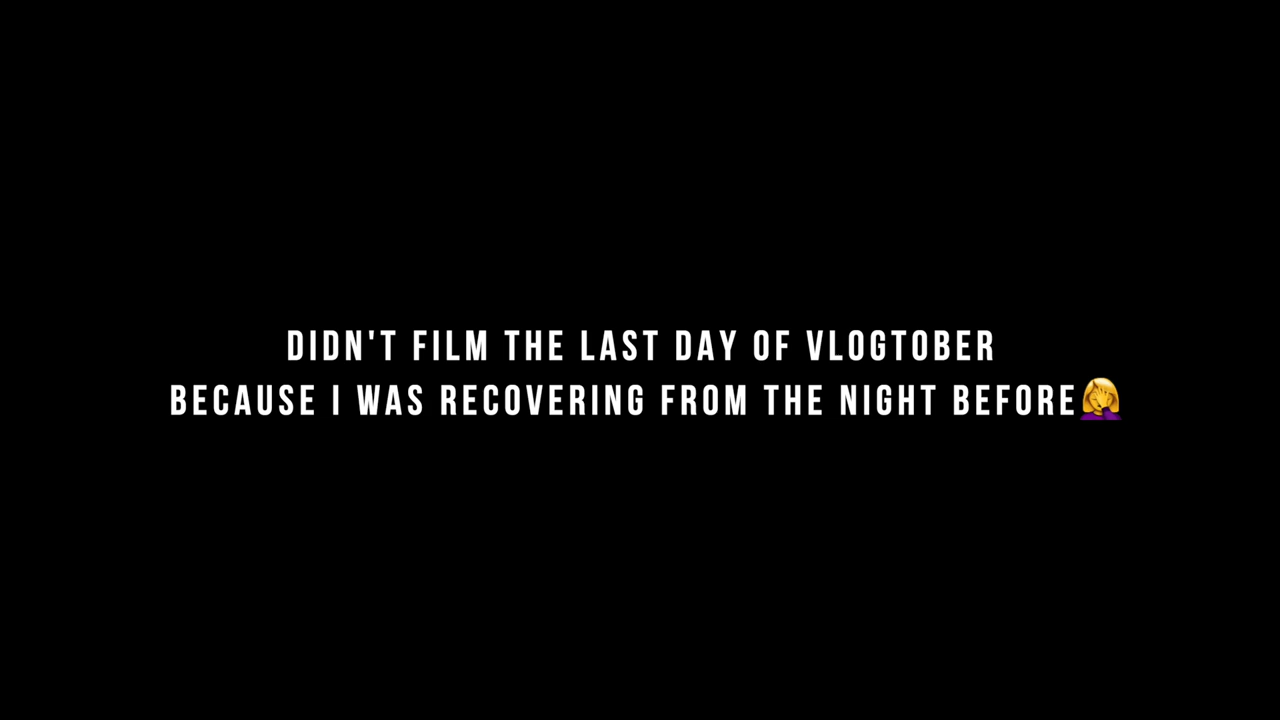 DIDN'T FILM THE LAST DAY OF VLOGTOBER
BECAUSE I WAS RECOVERING FROM THE NIGHT BEFORE🤦‍♀️